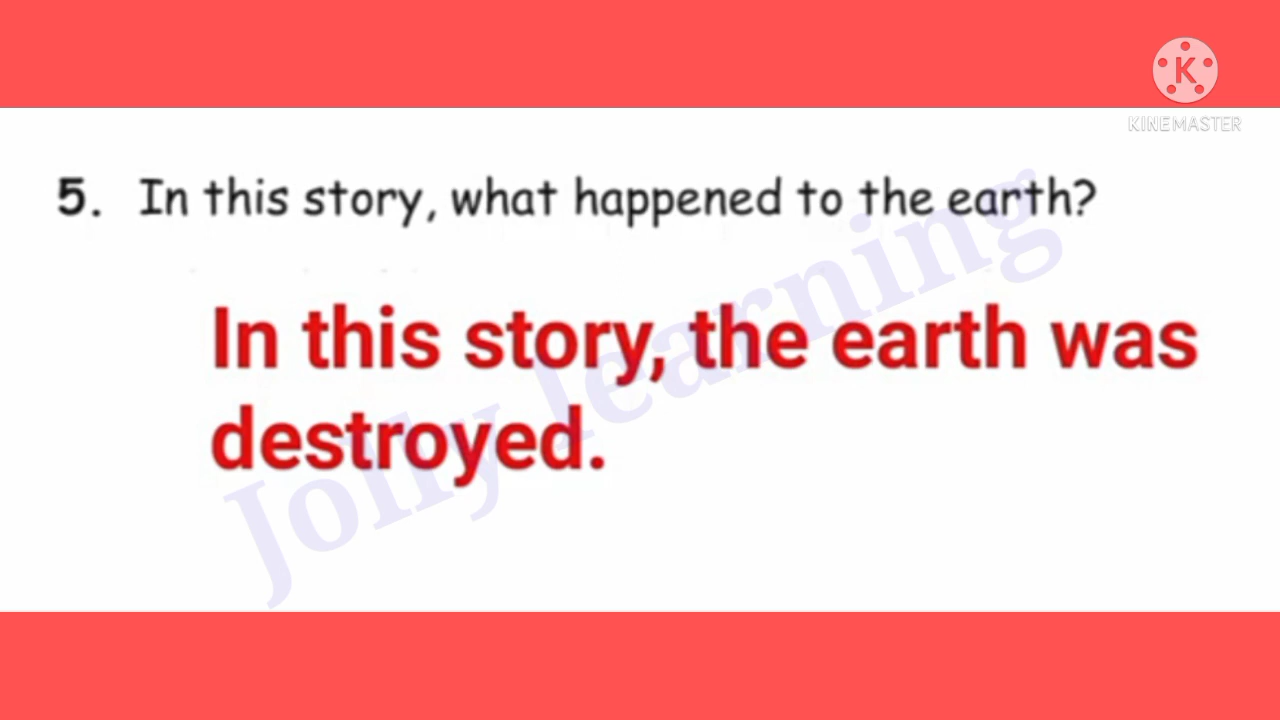 K
KINEMASTER
5. In this story, what happened to the earth?
In this story, the earth was
destroyed.
Jolly learning